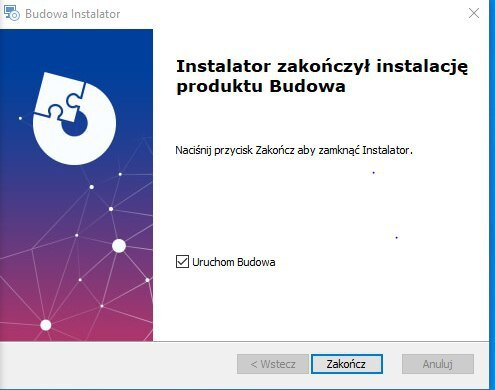 Budowa Instalator
Instalator zakończył instalację
produktu Budowa
Naciśnij przycisk Zakończ aby zamknąć Instalator.
Uruchom Budowa
< Wstecz
Zakończ
Anuluj